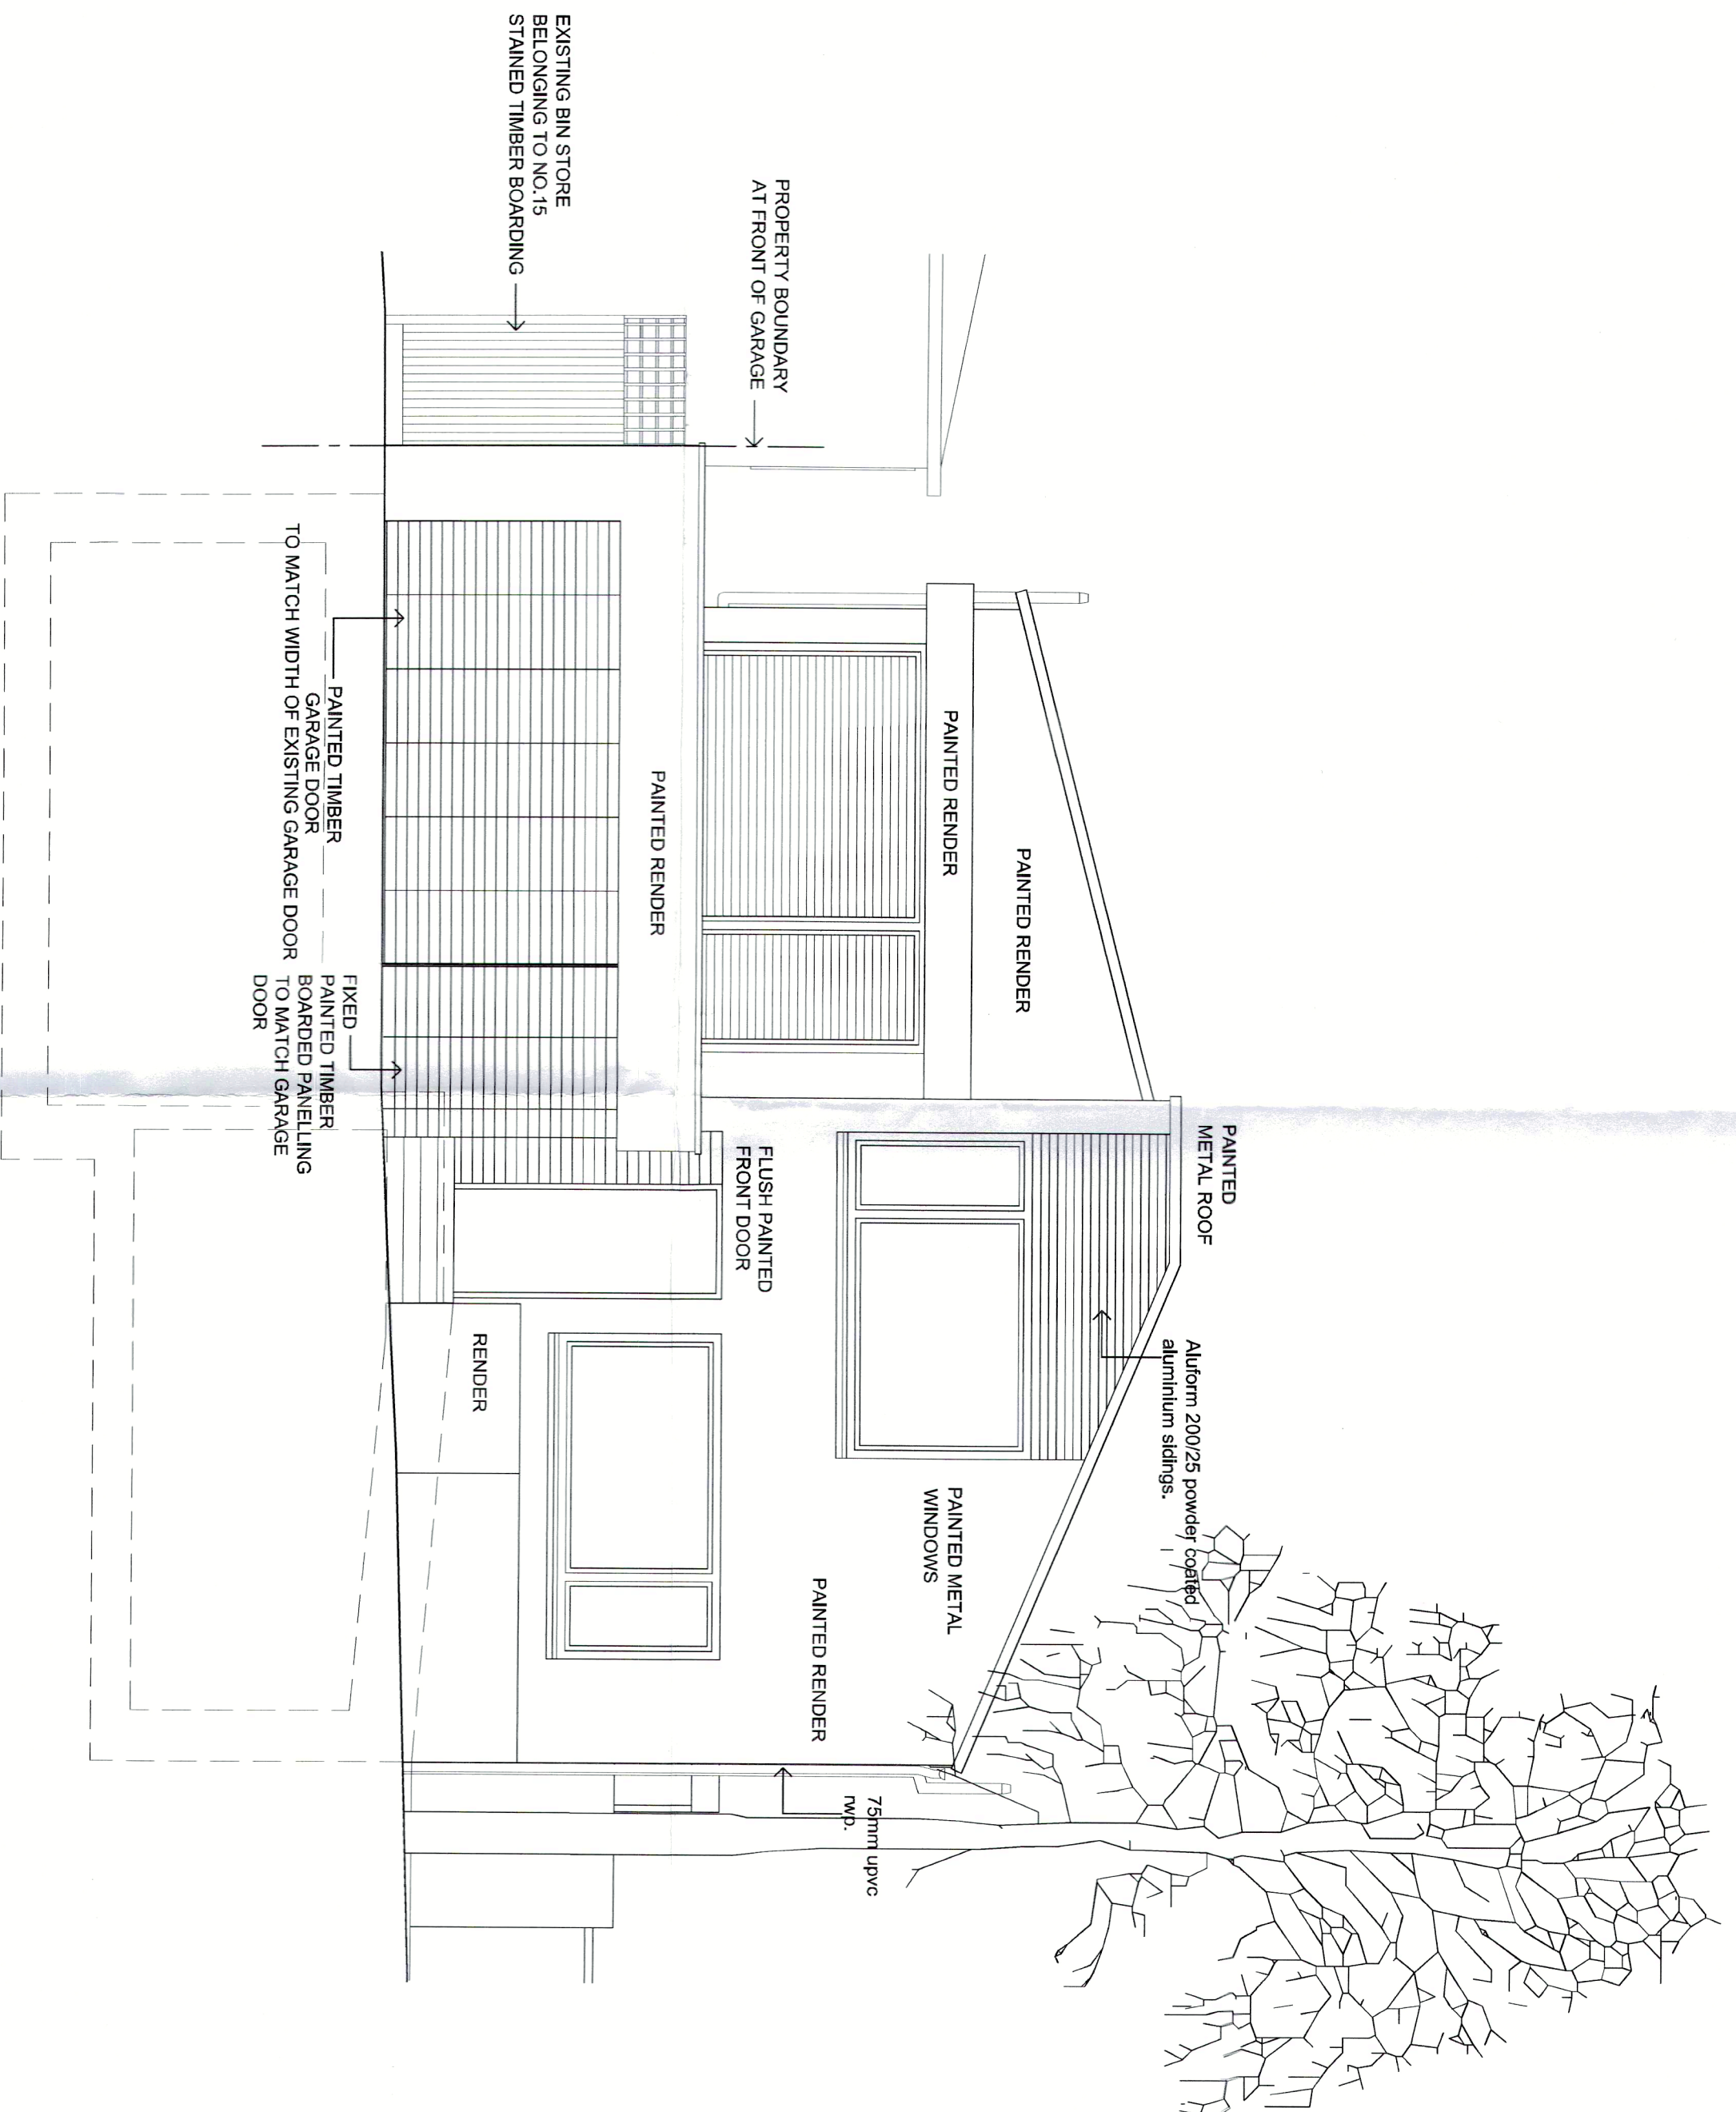 EXISTING BIN STORE
BELONGING TO NO.15
STAINED TIMBER BOARDING
PROPERTY BOUNDARY
AT FRONT OF GARAGE
PAINTED RENDER
PAINTED RENDER
PAINTED RENDER
PAINTED TIMBER
GARAGE DOOR
TO MATCH WIDTH OF EXISTING GARAGE DOOR
FIXED
PAINTED TIMBER
BOARDED PANELLING
TO MATCH GARAGE
DOOR
PAINTED
METAL ROOF
FLUSH PAINTED
FRONT DOOR
Aluform 200/25 powder coated
aluminium sidings.
RENDER
PAINTED METAL
WINDOWS
PAINTED RENDER
75mm upvc
rwp.